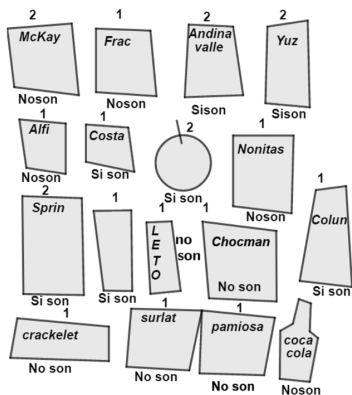 2 1 2 2
McKay Frac Andina valle Yuz
Noson Noson Sison Sison
1 1 2 1
Alfi Costa Nonitas
Noson Si son Si son Noson
2 1 1 1 1
Sprin LETO no son Chocman Colun
Si son Si son No son Si son
1 1 1
crackelet surlat pamiosa coca cola
No son No son No son Noson